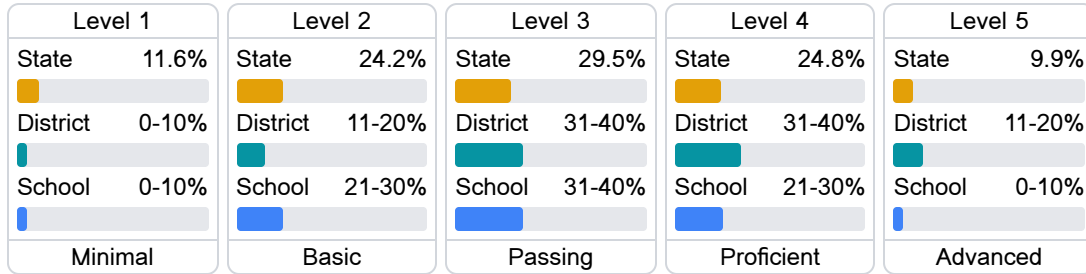 Level 1
State 11.6%
District 0-10%
School 0-10%
Minimal
Level 2
State 24.2%
District 11-20%
School 21-30%
Basic
Level 3
State 29.5%
District 31-40%
School 31-40%
Passing
Level 4
State 24.8%
District 31-40%
School 21-30%
Proficient
Level 5
State 9.9%
District 11-20%
School 0-10%
Advanced